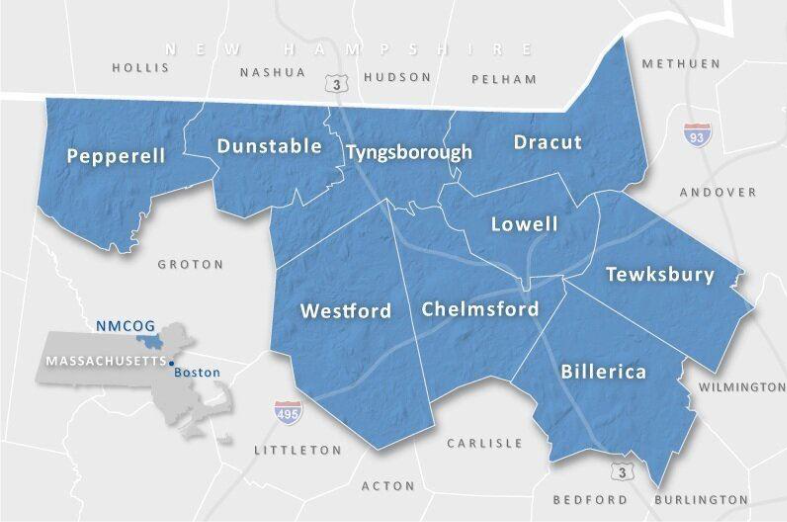 NEW HAMPSHIRE
HOLLIS
NASHUA
3
HUDSON
PELHAM
METHUEN
Pepperell
Dunstable
Tyngsborough
Dracut
93
ANDOVER
Lowell
GROTON
Tewksbury
Westford
Chelmsford
NMCOG
MASSACHUSETTS
Boston
Billerica
WILMINGTON
495
LITTLETON
CARLISLE
ACTON
3
BEDFORD
BURLINGTON